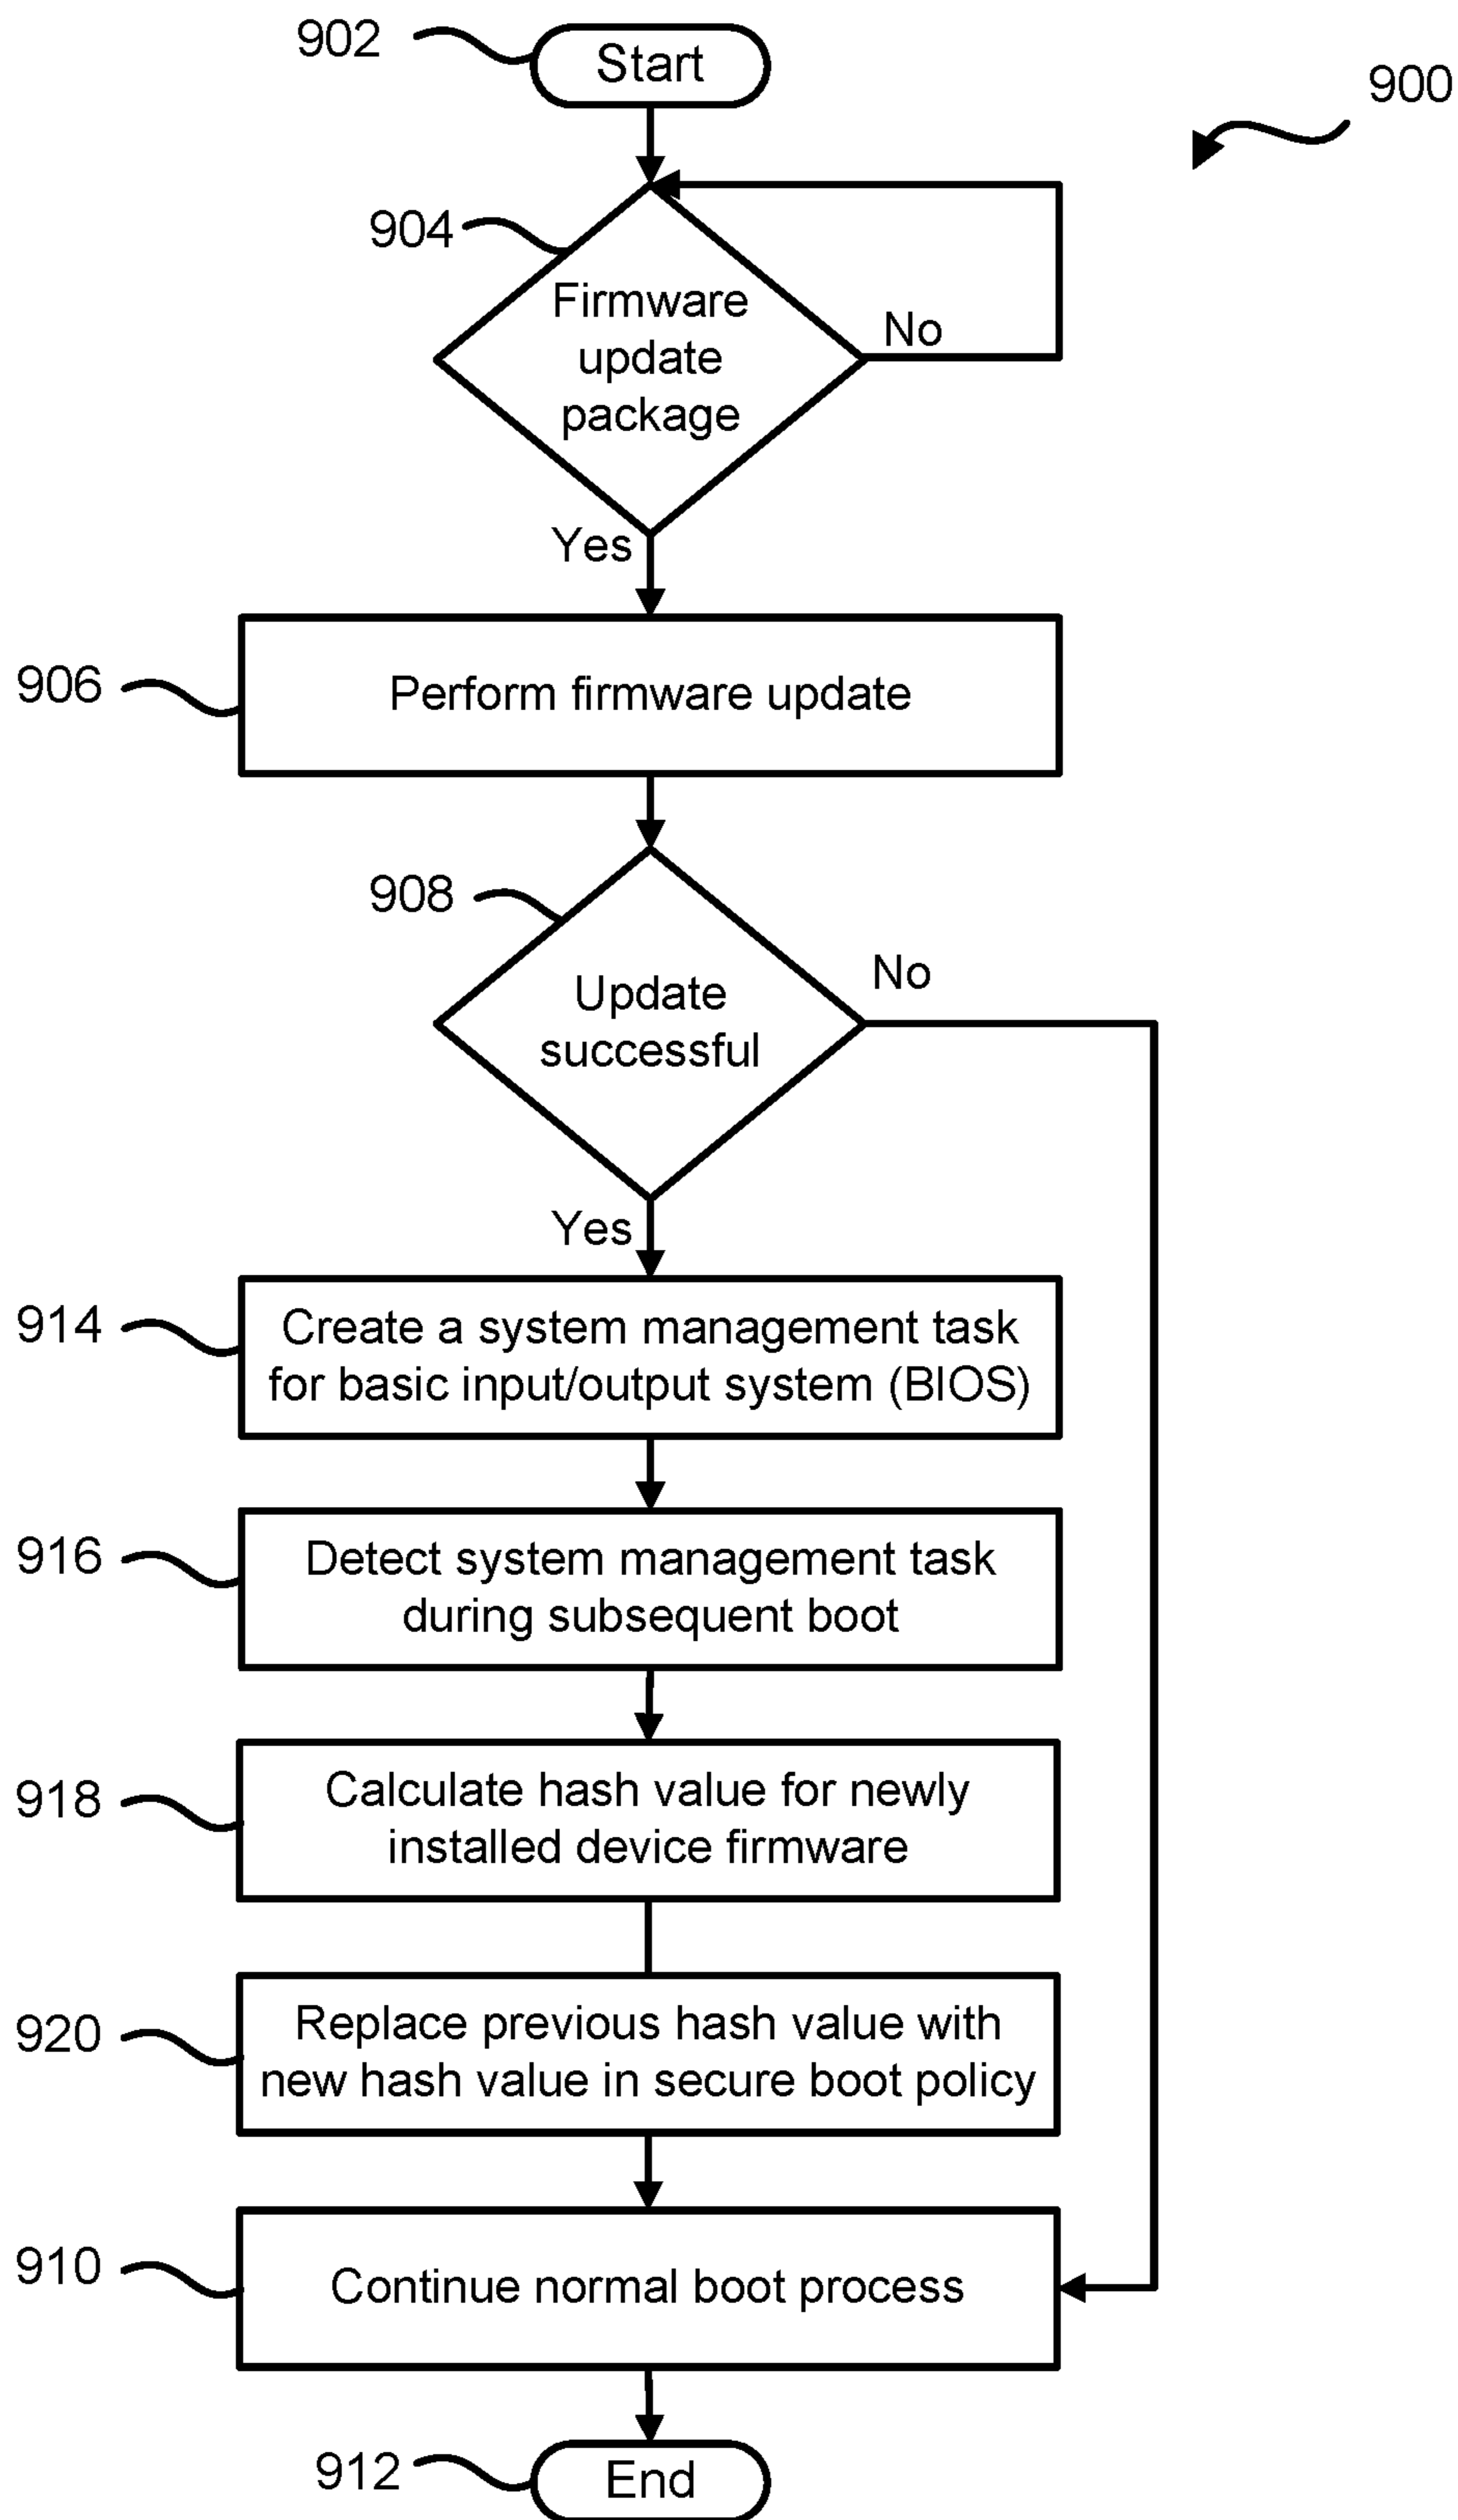 902
Start
900
904
Firmware
update
package
No
Yes
906
Perform firmware update
908
Update
successful
No
Yes
914
Create a system management task
for basic input/output system (BIOS)
916
Detect system management task
during subsequent boot
918
Calculate hash value for newly
installed device firmware
920
Replace previous hash value with
new hash value in secure boot policy
910
Continue normal boot process
912
End